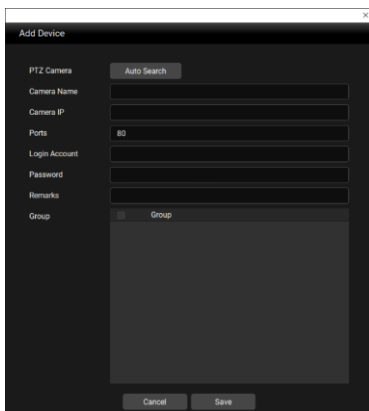 Add Device
PTZ Camera Auto Search
Camera Name
Camera IP
Ports 80
Login Account
Password
Remarks
Group Group
Cancel Save